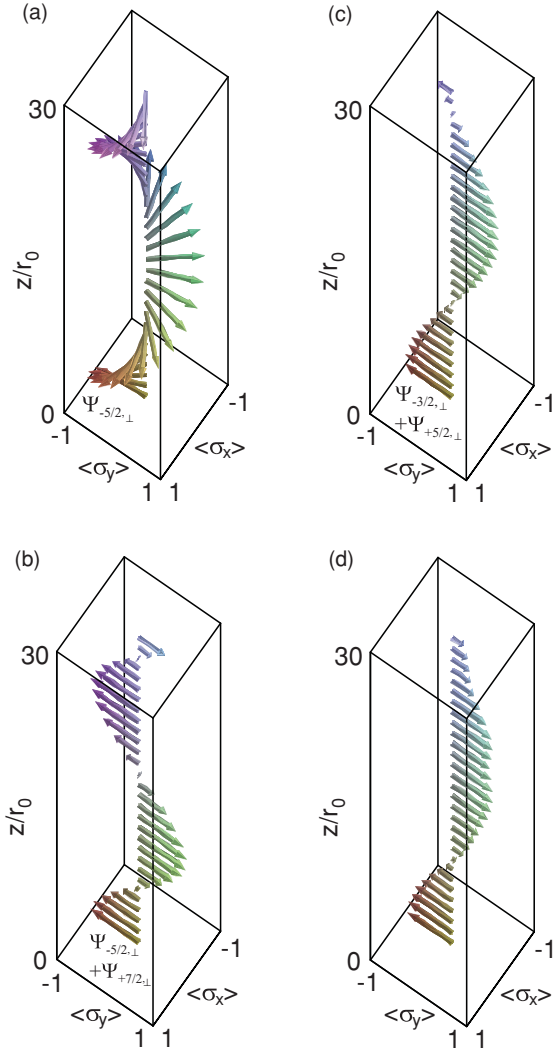 (a)
30
z/r₀
0
Ψ₋₅/₂,⊥
-1
<σy>
1
1
<σx>
-1
(c)
30
z/r₀
0
Ψ₋₃/₂,⊥
+Ψ₊₅/₂,⊥
-1
<σy>
1
1
<σx>
-1
(b)
30
z/r₀
0
Ψ₋₅/₂,⊥
+Ψ₊₇/₂,⊥
-1
<σy>
1
1
<σx>
-1
(d)
30
z/r₀
0
-1
<σy>
1
1
<σx>
-1